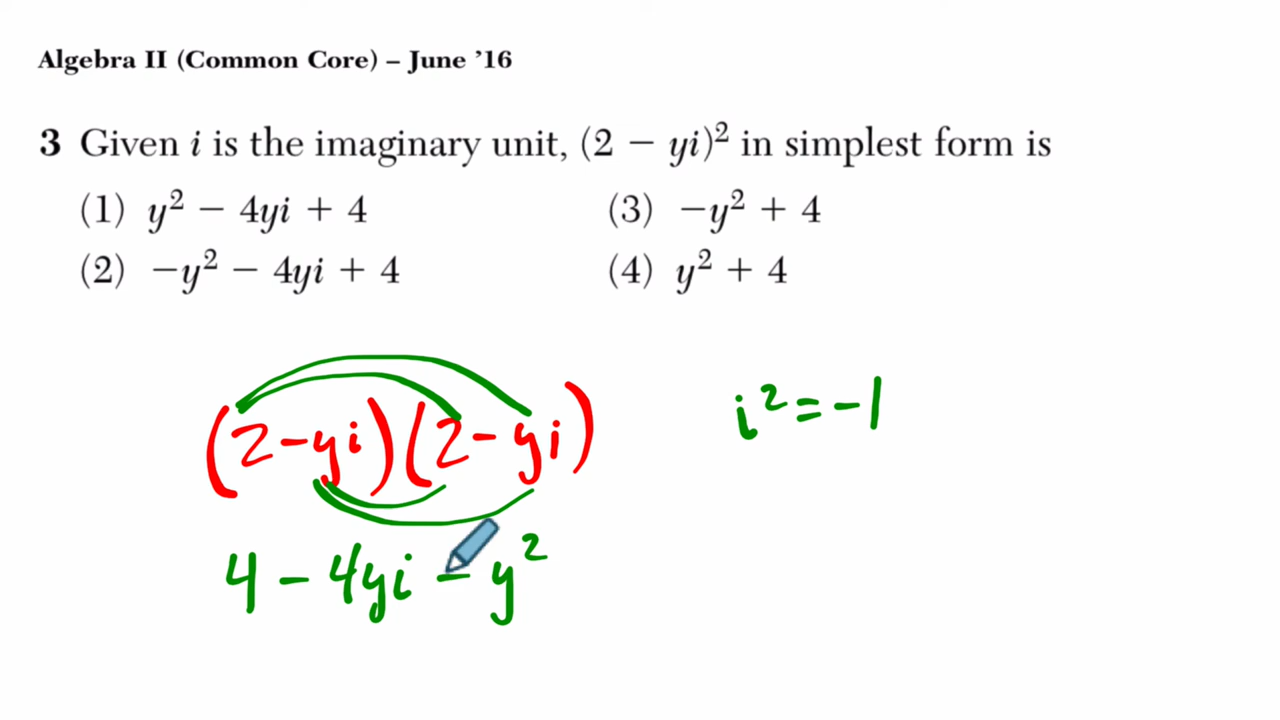 Algebra II (Common Core) – June ’16
3 Given i is the imaginary unit, (2 − yi)² in simplest form is
(1) y² − 4yi + 4 (3) −y² + 4
(2) −y² − 4yi + 4 (4) y² + 4
(2-yi)(2-yi) i²=-1
4-4yi-y²